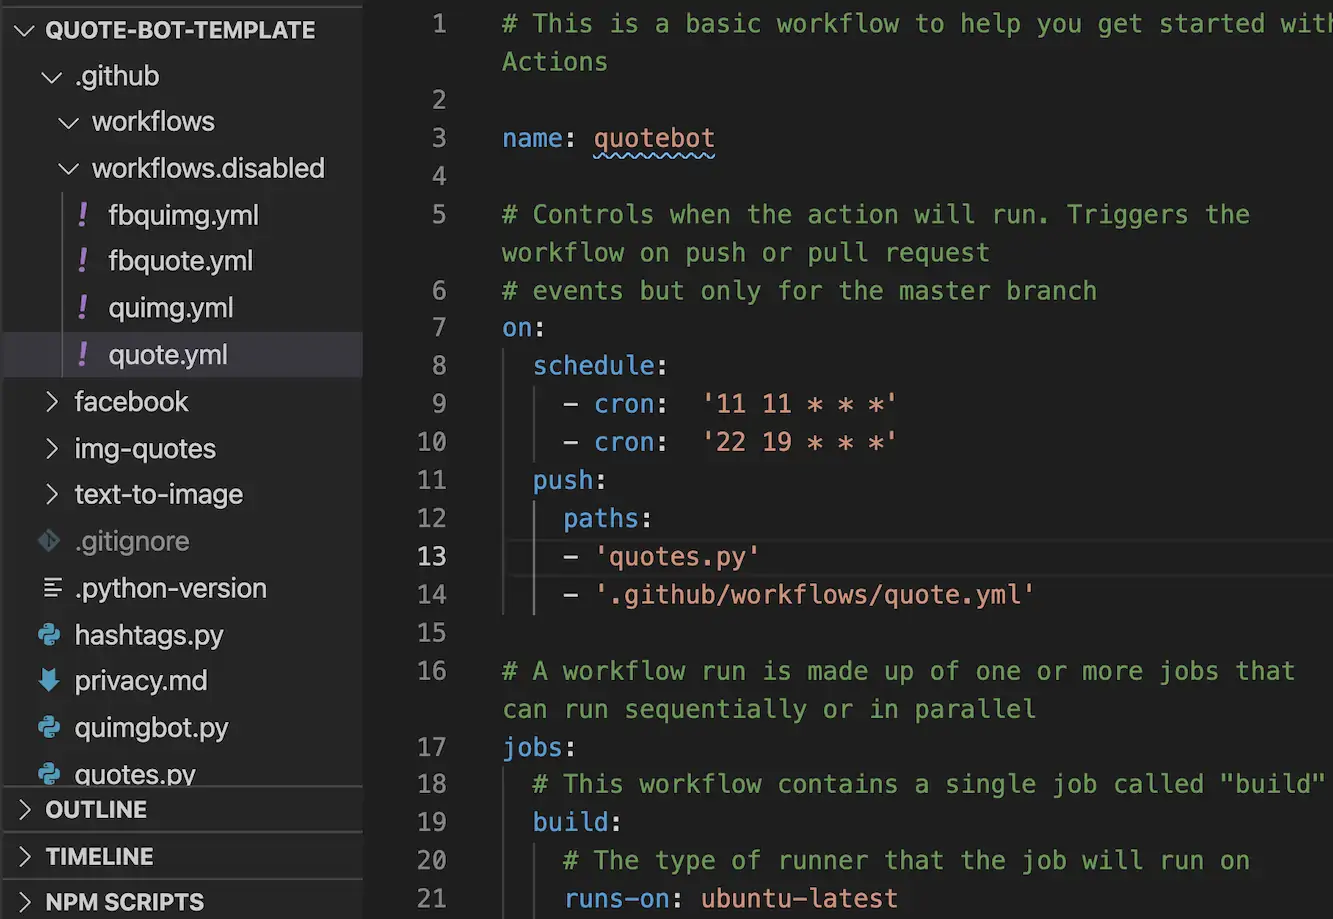 QUOTE-BOT-TEMPLATE
.github
workflows
workflows.disabled
! fbquimg.yml
! fbquote.yml
! quimg.yml
! quote.yml
facebook
img-quotes
text-to-image
.gitignore
.python-version
hashtags.py
privacy.md
quimgbot.py
quotes.py
OUTLINE
TIMELINE
NPM SCRIPTS
1 # This is a basic workflow to help you get started with
Actions
2
3 name: quotebot
4
5 # Controls when the action will run. Triggers the
workflow on push or pull request
6 # events but only for the master branch
7 on:
8 schedule:
9 - cron: '11 11 * * *'
10 - cron: '22 19 * * *'
11 push:
12 paths:
13 - 'quotes.py'
14 - '.github/workflows/quote.yml'
15
16 # A workflow run is made up of one or more jobs that
can run sequentially or in parallel
17 jobs:
18 # This workflow contains a single job called "build"
19 build:
20 # The type of runner that the job will run on
21 runs-on: ubuntu-latest